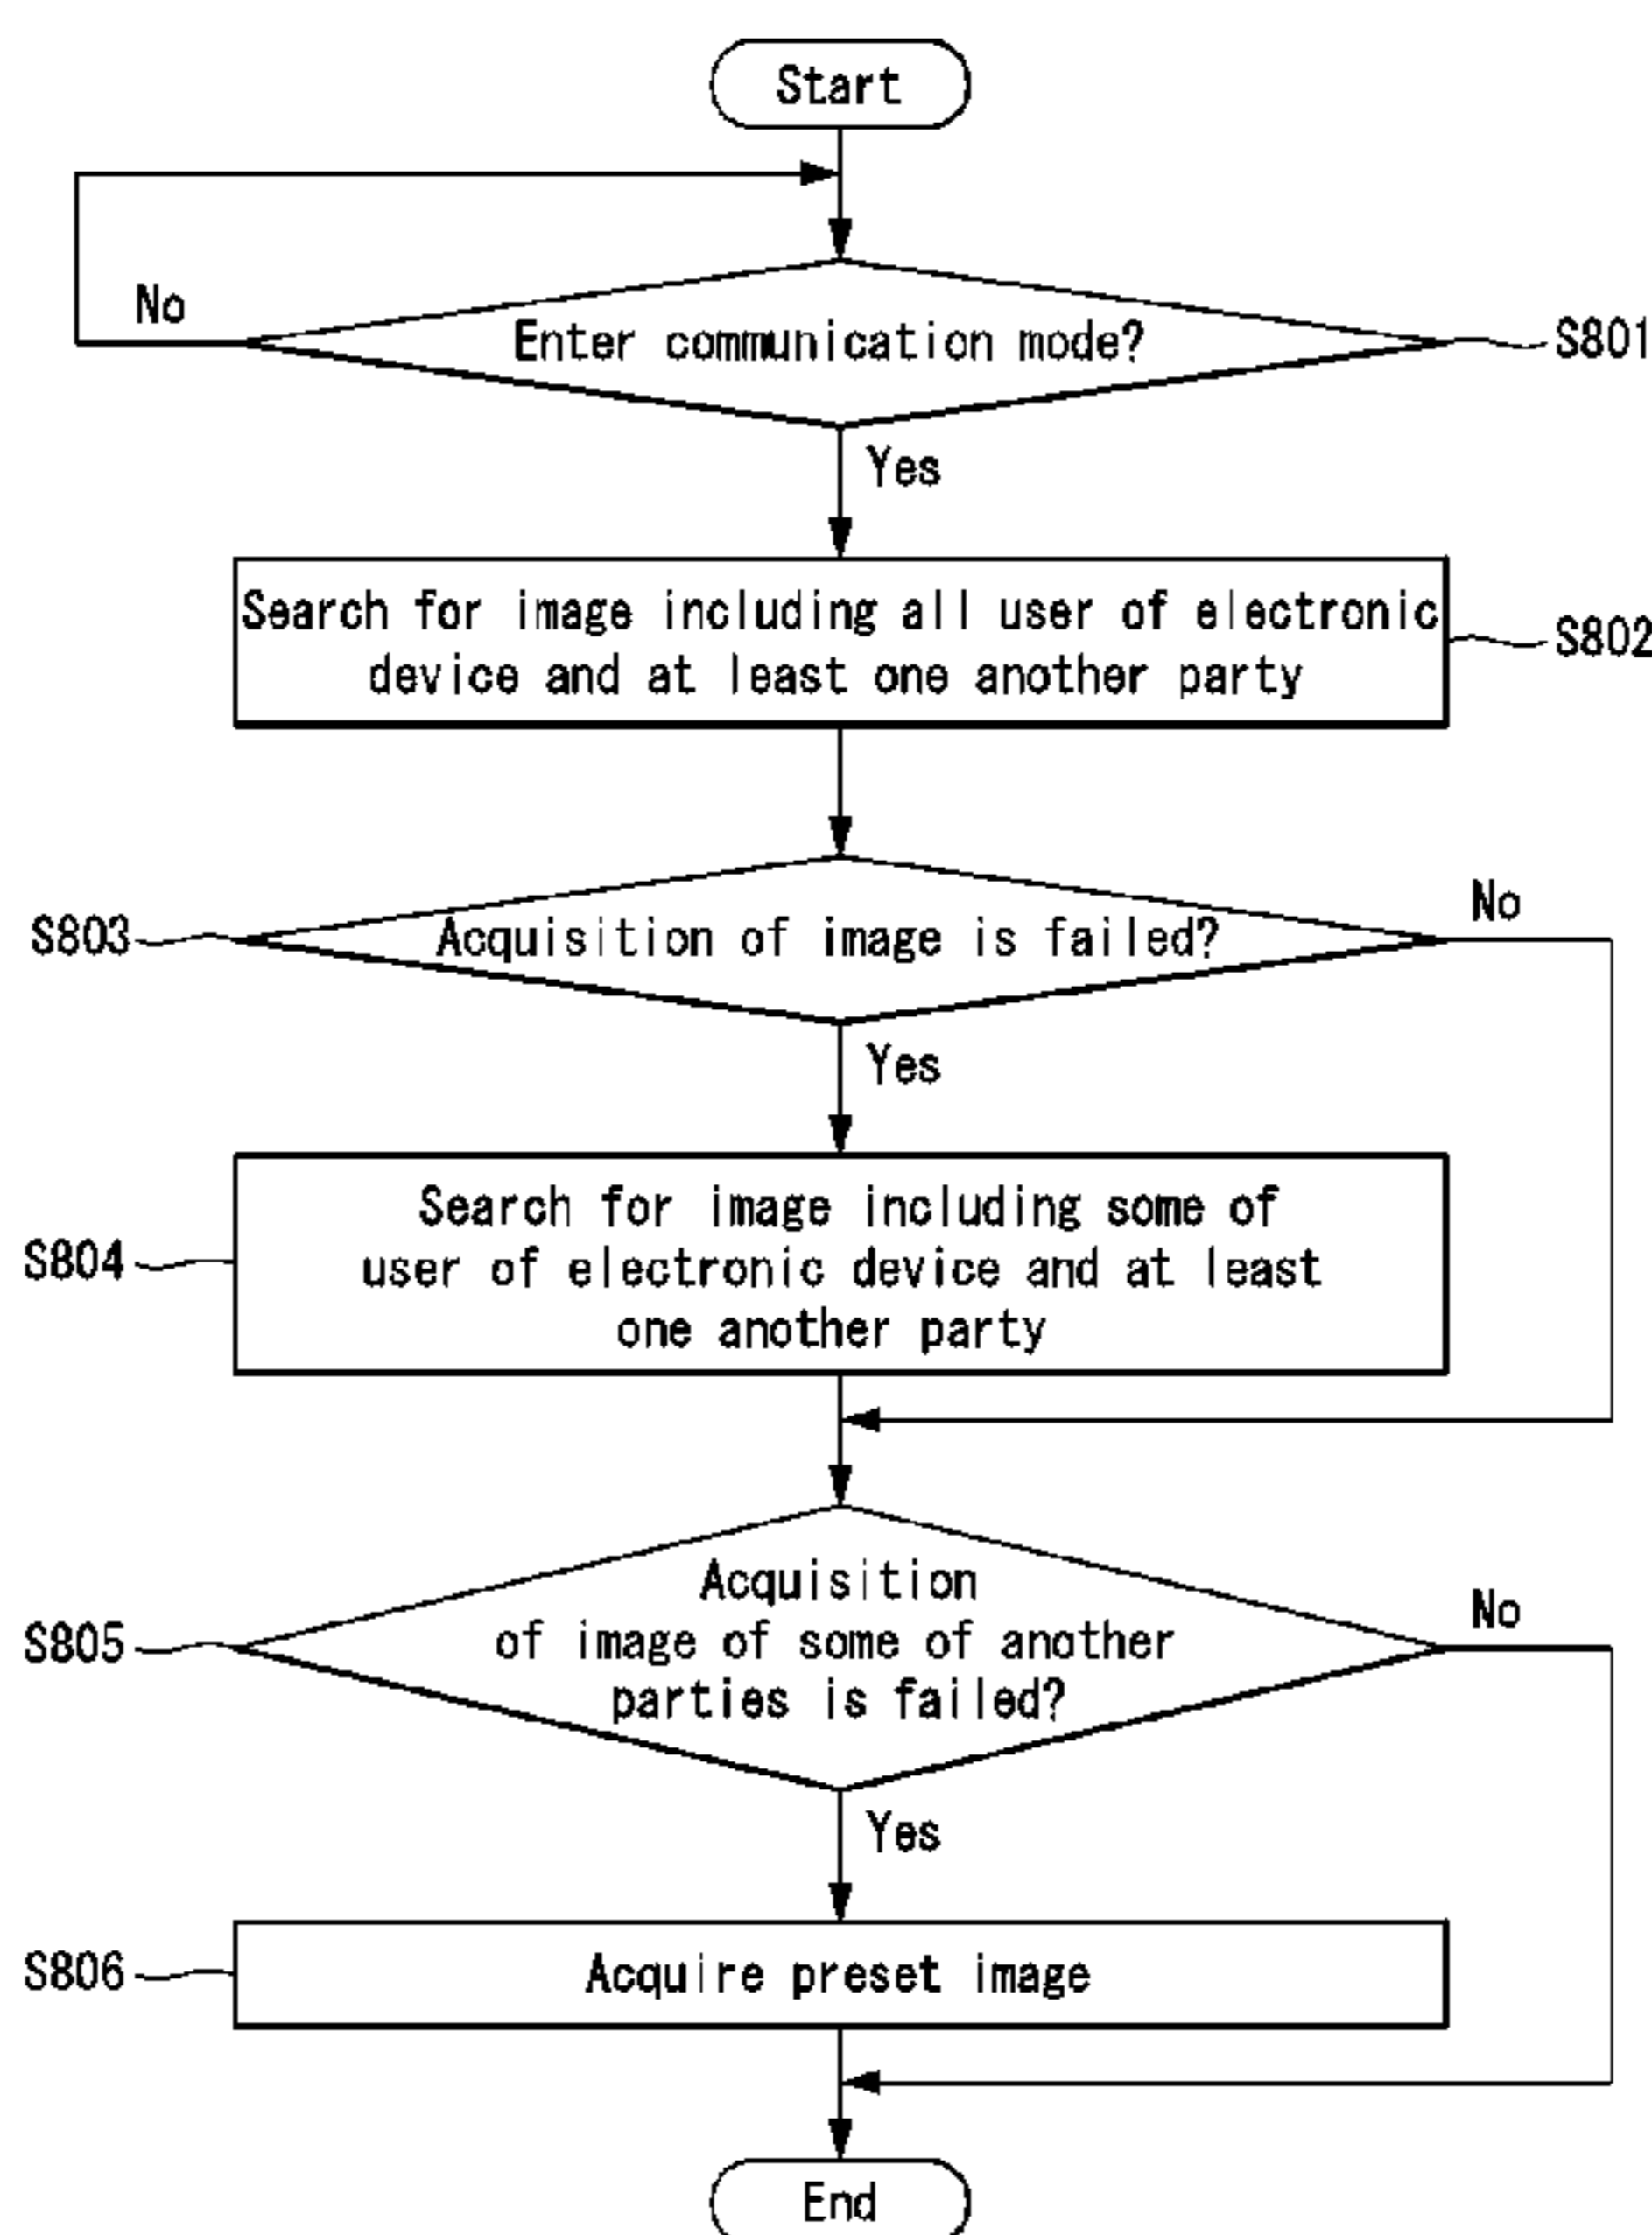 Start
No
Enter communication mode?
S801
Yes
Search for image including all user of electronic
device and at least one another party
S802
No
S803
Acquisition of image is failed?
Yes
Search for image including some of
S804
user of electronic device and at least
one another party
Acquisition
No
S805
of image of some of another
parties is failed?
Yes
S806
Acquire preset image
End